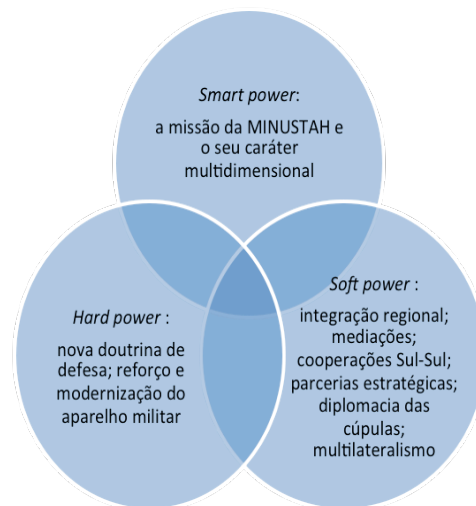 Smart power:
a missão da MINUSTAH e
o seu caráter
multidimensional
Hard power :
nova doutrina de
defesa; reforço e
modernização do
aparelho militar
Soft power :
integração regional;
mediações;
cooperações Sul-Sul;
parcerias estratégicas;
diplomacia das
cúpulas;
multilateralismo